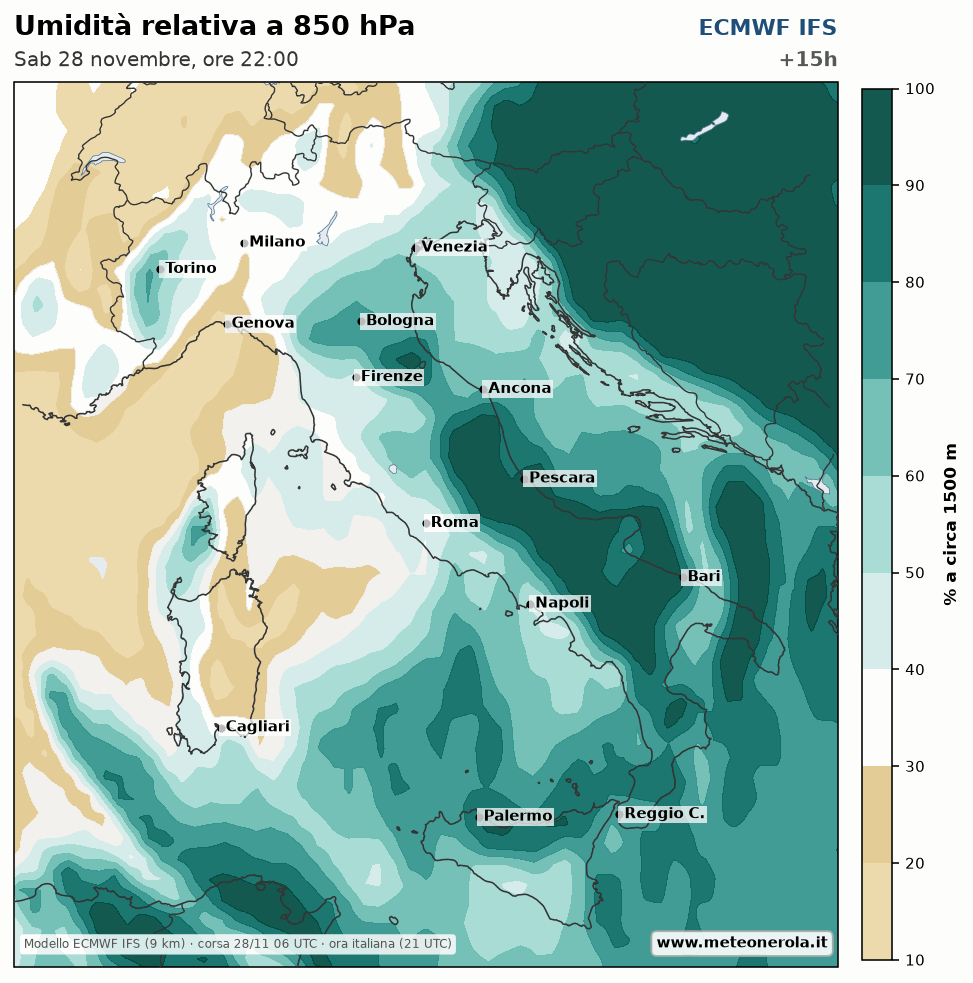 Umidità relativa a 850 hPa
ECMWF IFS
Sab 28 novembre, ore 22:00
+15h
100
90
80
70
60
50
40
30
20
10
% a circa 1500 m
Milano
Venezia
Torino
Genova
Bologna
Firenze
Ancona
Pescara
Roma
Bari
Napoli
Cagliari
Palermo
Reggio C.
Modello ECMWF IFS (9 km) · corsa 28/11 06 UTC · ora italiana (21 UTC)
www.meteonerola.it